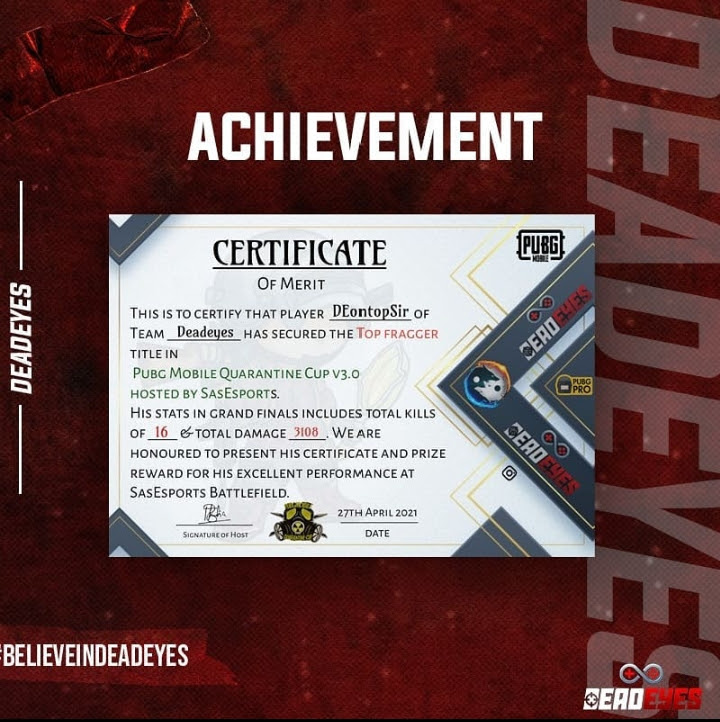 DEADEYES
ACHIEVEMENT
CERTIFICATE
OF MERIT
PUBG
MOBILE
THIS IS TO CERTIFY THAT PLAYER DEontopSir OF
TEAM Deadeyes HAS SECURED THE TOP FRAGGER
TITLE IN
PUBG MOBILE QUARANTINE CUP V3.0
HOSTED BY SASESPORTS.
HIS STATS IN GRAND FINALS INCLUDES TOTAL KILLS
OF 16 & TOTAL DAMAGE 3108. WE ARE
HONOURED TO PRESENT HIS CERTIFICATE AND PRIZE
REWARD FOR HIS EXCELLENT PERFORMANCE AT
SASESPORTS BATTLEFIELD.
SIGNATURE OF HOST
27TH APRIL 2021
DATE
DEADEYES
PUBG
PRO
DEADEYES
DEADEYES
#BELIEVEINDEADEYES
DEADEYES